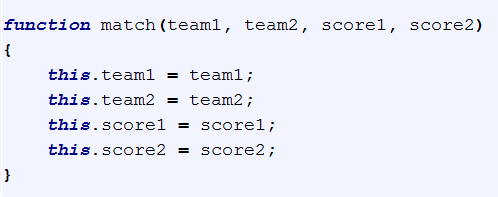 function match(team1, team2, score1, score2)
{
    this.team1 = team1;
    this.team2 = team2;
    this.score1 = score1;
    this.score2 = score2;
}